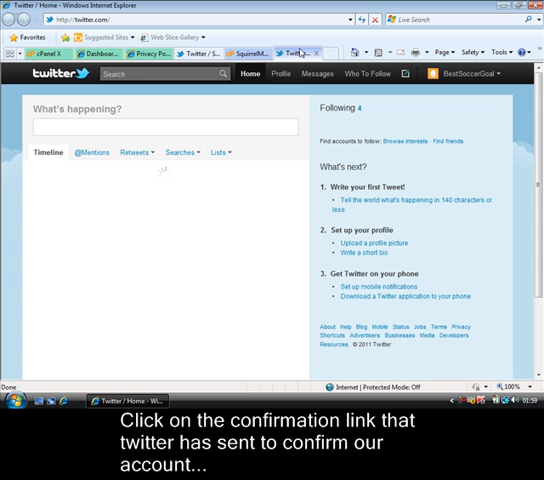 Twitter / Home - Windows Internet Explorer
http://twitter.com/
Live Search
Favorites
Suggested Sites
Web Slice Gallery
cPanel X
Dashboar...
Privacy Po...
Twitter / S...
SquirrelM...
Page
Safety
Tools
twitter
Search
Home
Profile
Messages
Who To Follow
BestSoccerGoal
What's happening?
Timeline
@Mentions
Retweets
Searches
Lists
Following 4
Find accounts to follow: Browse interests · Find friends
What's next?
1. Write your first Tweet!
Tell the world what's happening in 140 characters or
less
2. Set up your profile
Upload a profile picture
Write a short bio
3. Get Twitter on your phone
Set up mobile notifications
Download a Twitter application to your phone
About Help Blog Mobile Status Jobs Terms Privacy
Shortcuts Advertisers Businesses Media Developers
Resources © 2011 Twitter
Done
Internet | Protected Mode: Off
100%
Twitter / Home - Wi...
01:59
Click on the confirmation link that
twitter has sent to confirm our
account...